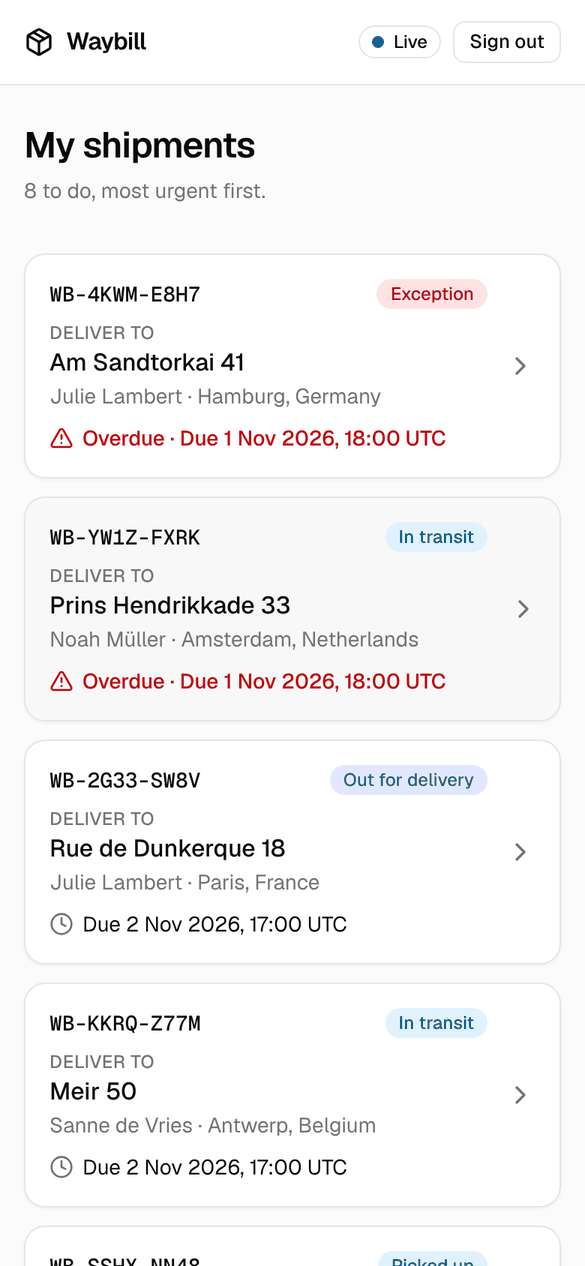 Waybill
Live
Sign out
My shipments
8 to do, most urgent first.
WB-4KWM-E8H7
Exception
DELIVER TO
Am Sandtorkai 41
Julie Lambert · Hamburg, Germany
Overdue · Due 1 Nov 2026, 18:00 UTC
WB-YW1Z-FXRK
In transit
DELIVER TO
Prins Hendrikkade 33
Noah Müller · Amsterdam, Netherlands
Overdue · Due 1 Nov 2026, 18:00 UTC
WB-2G33-SW8V
Out for delivery
DELIVER TO
Rue de Dunkerque 18
Julie Lambert · Paris, France
Due 2 Nov 2026, 17:00 UTC
WB-KKRQ-Z77M
In transit
DELIVER TO
Meir 50
Sanne de Vries · Antwerp, Belgium
Due 2 Nov 2026, 17:00 UTC
Picked up